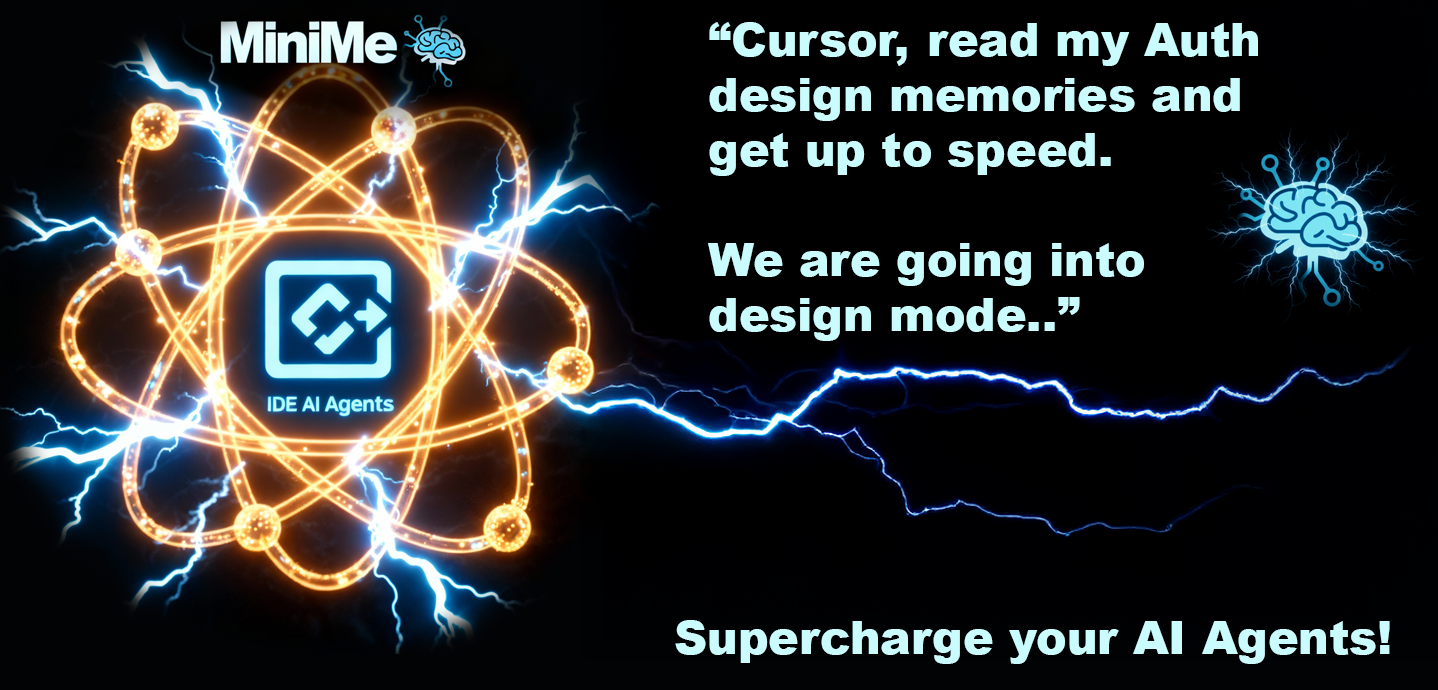 MiniMe
“Cursor, read my Auth
design memories and
get up to speed.
We are going into
design mode..”
IDE AI Agents
Supercharge your AI Agents!